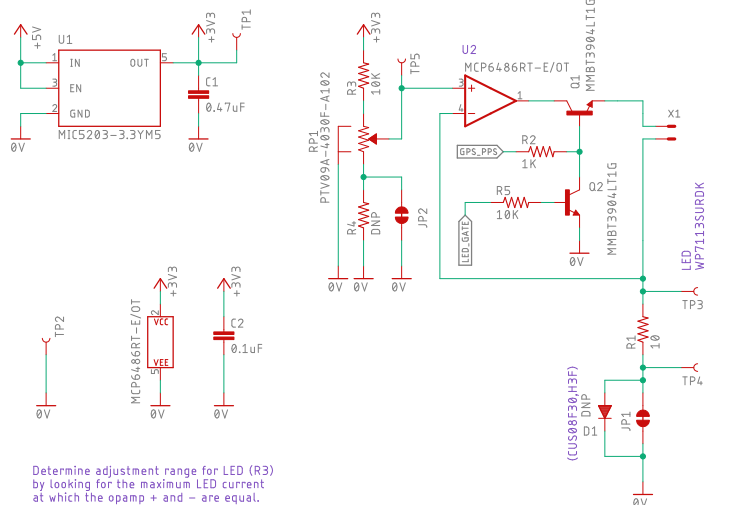 +5V
U1
IN
OUT
EN
GND
1
3
2
5
MIC5203-3.3YM5
0V
+3V3
TP1
C1
0.47uF
0V
+3V3
R3
10K
TP5
RP1
PTV09A-4030F-A102
R4
DNP
JP2
0V
0V
0V
U2
MCP6486RT-E/OT
3
4
1
+
−
Q1
MMBT3904LT1G
X1
GPS_PPS
R2
1K
R5
10K
LED_GATE
Q2
MMBT3904LT1G
0V
LED
WP7113SURDK
TP3
R1
10
TP4
(CUS08F30,H3F)
DNP
D1
JP1
0V
TP2
0V
MCP6486RT-E/OT
+3V3
2
VCC
VEE
5
0V
+3V3
C2
0.1uF
0V
Determine adjustment range for LED (R3)
by looking for the maximum LED current
at which the opamp + and - are equal.